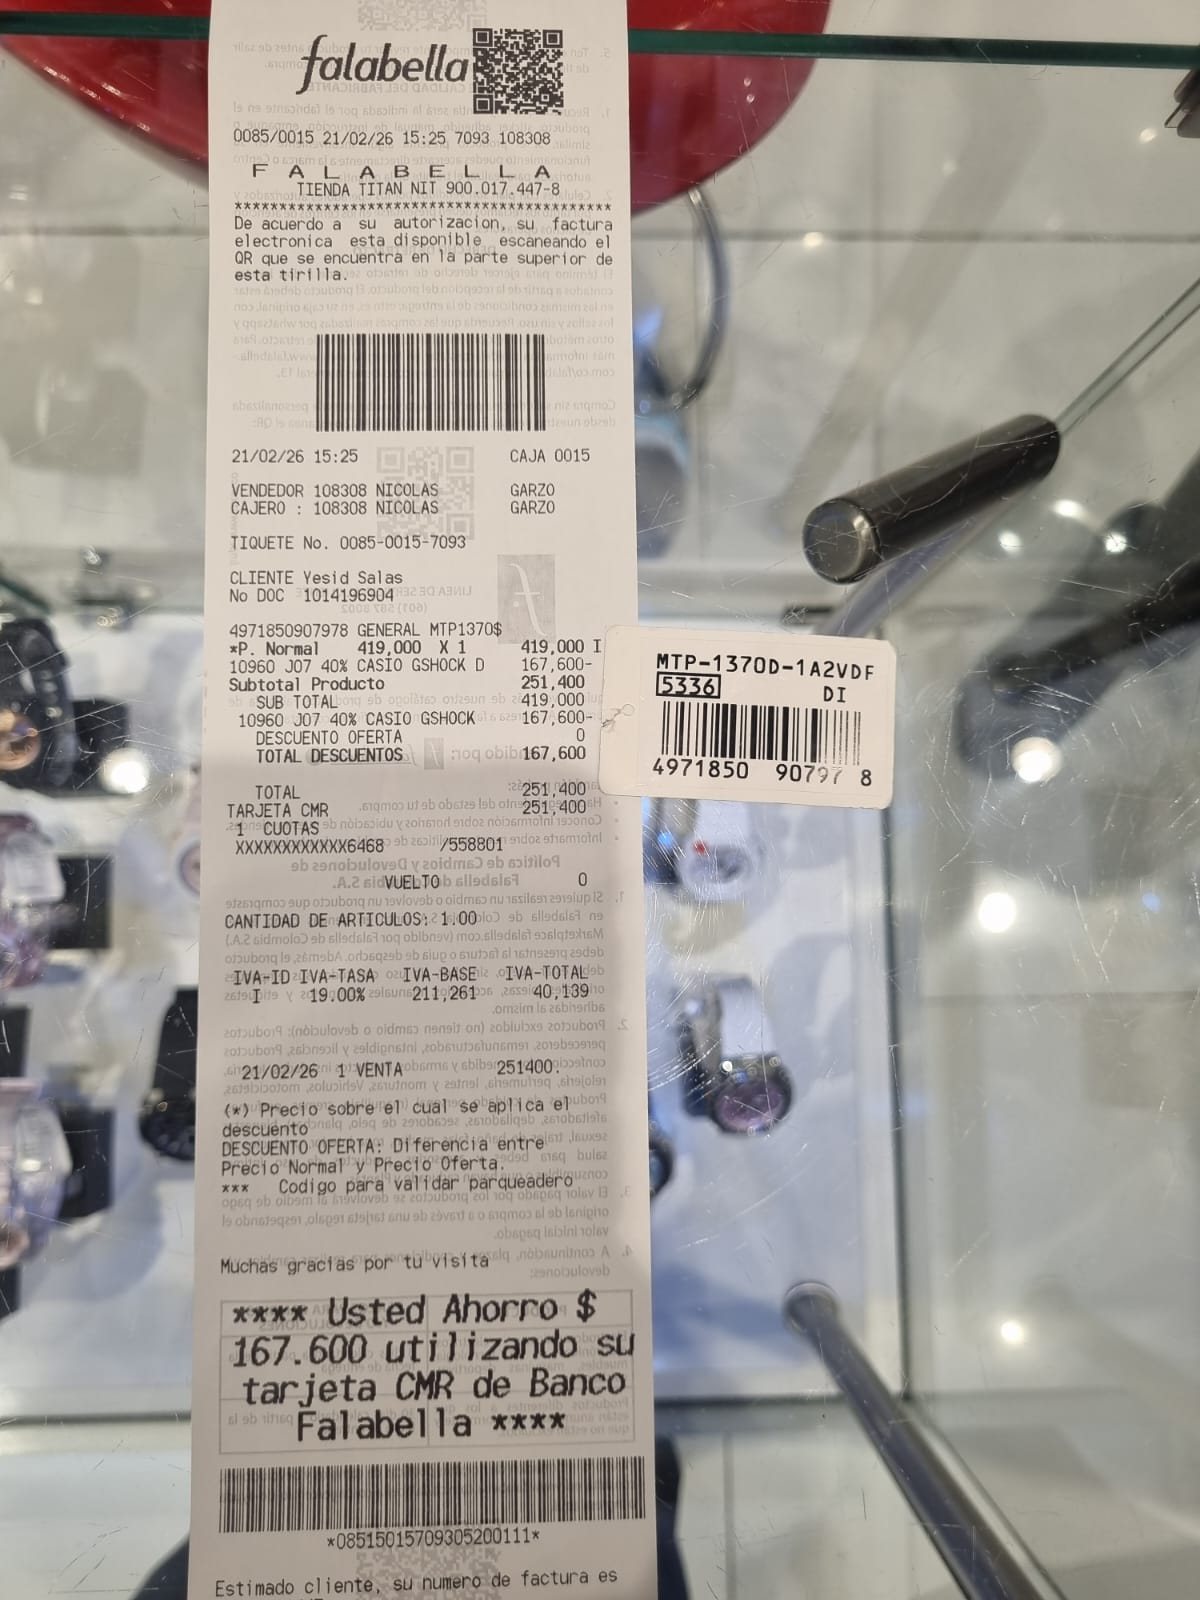 falabella
0085/0015 21/02/26 15:25 7093 108308
F A L A B E L L A
TIENDA TITAN NIT 900.017.447-8
******************************************
De acuerdo a su autorizacion, su factura
electronica esta disponible escaneando el
QR que se encuentra en la parte superior de
esta tirilla.
21/02/26 15:25 CAJA 0015
VENDEDOR 108308 NICOLAS GARZO
CAJERO : 108308 NICOLAS GARZO
TIQUETE No. 0085-0015-7093
CLIENTE Yesid Salas
No DOC 1014196904
4971850907978 GENERAL MTP1370$
*P. Normal 419,000 X 1 419,000 I
10960 J07 40% CASIO GSHOCK D 167,600-
Subtotal Producto 251,400
SUB TOTAL 419,000
10960 J07 40% CASIO GSHOCK 167,600-
DESCUENTO OFERTA 0
TOTAL DESCUENTOS 167,600
TOTAL 251,400
TARJETA CMR 251,400
1 CUOTAS
XXXXXXXXXXXX6468 /558801
VUELTO 0
CANTIDAD DE ARTICULOS: 1.00
IVA-ID IVA-TASA IVA-BASE IVA-TOTAL
I 19.00% 211,261 40,139
21/02/26 1 VENTA 251400.
(*) Precio sobre el cual se aplica el
descuento
DESCUENTO OFERTA: Diferencia entre
Precio Normal y Precio Oferta.
*** Codigo para validar parqueadero
Muchas gracias por tu visita
**** Usted Ahorro $
167.600 utilizando su
tarjeta CMR de Banco
Falabella ****
*08515015709305200111*
Estimado cliente, su numero de factura es
MTP-1370D-1A2VDF
5336 DI
4971850 90797 8